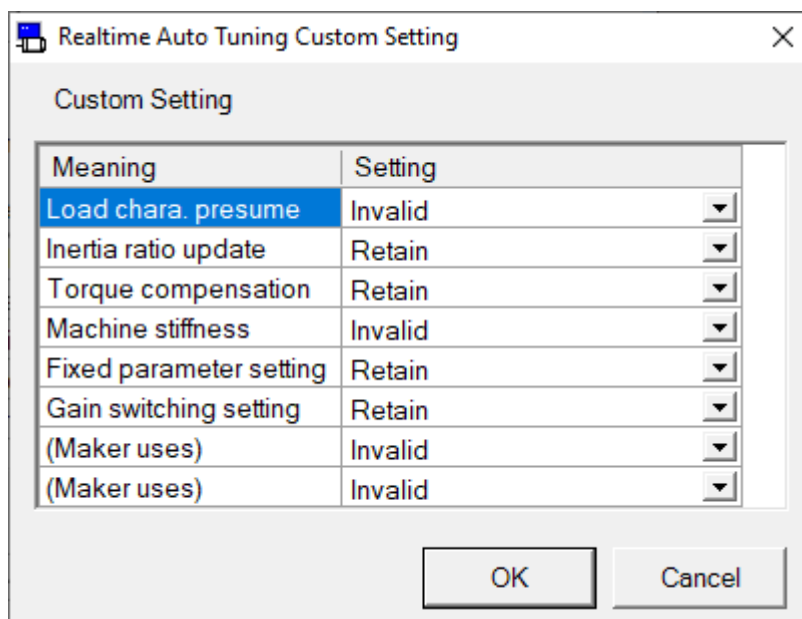 Realtime Auto Tuning Custom Setting
Custom Setting
Meaning Setting
Load chara. presume Invalid
Inertia ratio update Retain
Torque compensation Retain
Machine stiffness Invalid
Fixed parameter setting Retain
Gain switching setting Retain
(Maker uses) Invalid
(Maker uses) Invalid
OK Cancel